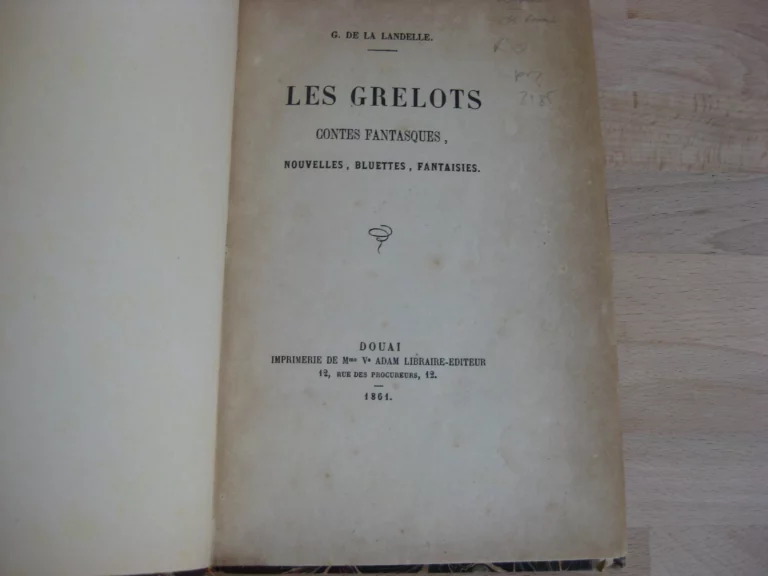 G. DE LA LANDELLE.
LES GRELOTS
CONTES FANTASQUES,
NOUVELLES, BLUETTES, FANTAISIES.
DOUAI
IMPRIMERIE DE Mme Ve ADAM LIBRAIRE-EDITEUR
12, RUE DES PROCUREURS, 12.
1861.